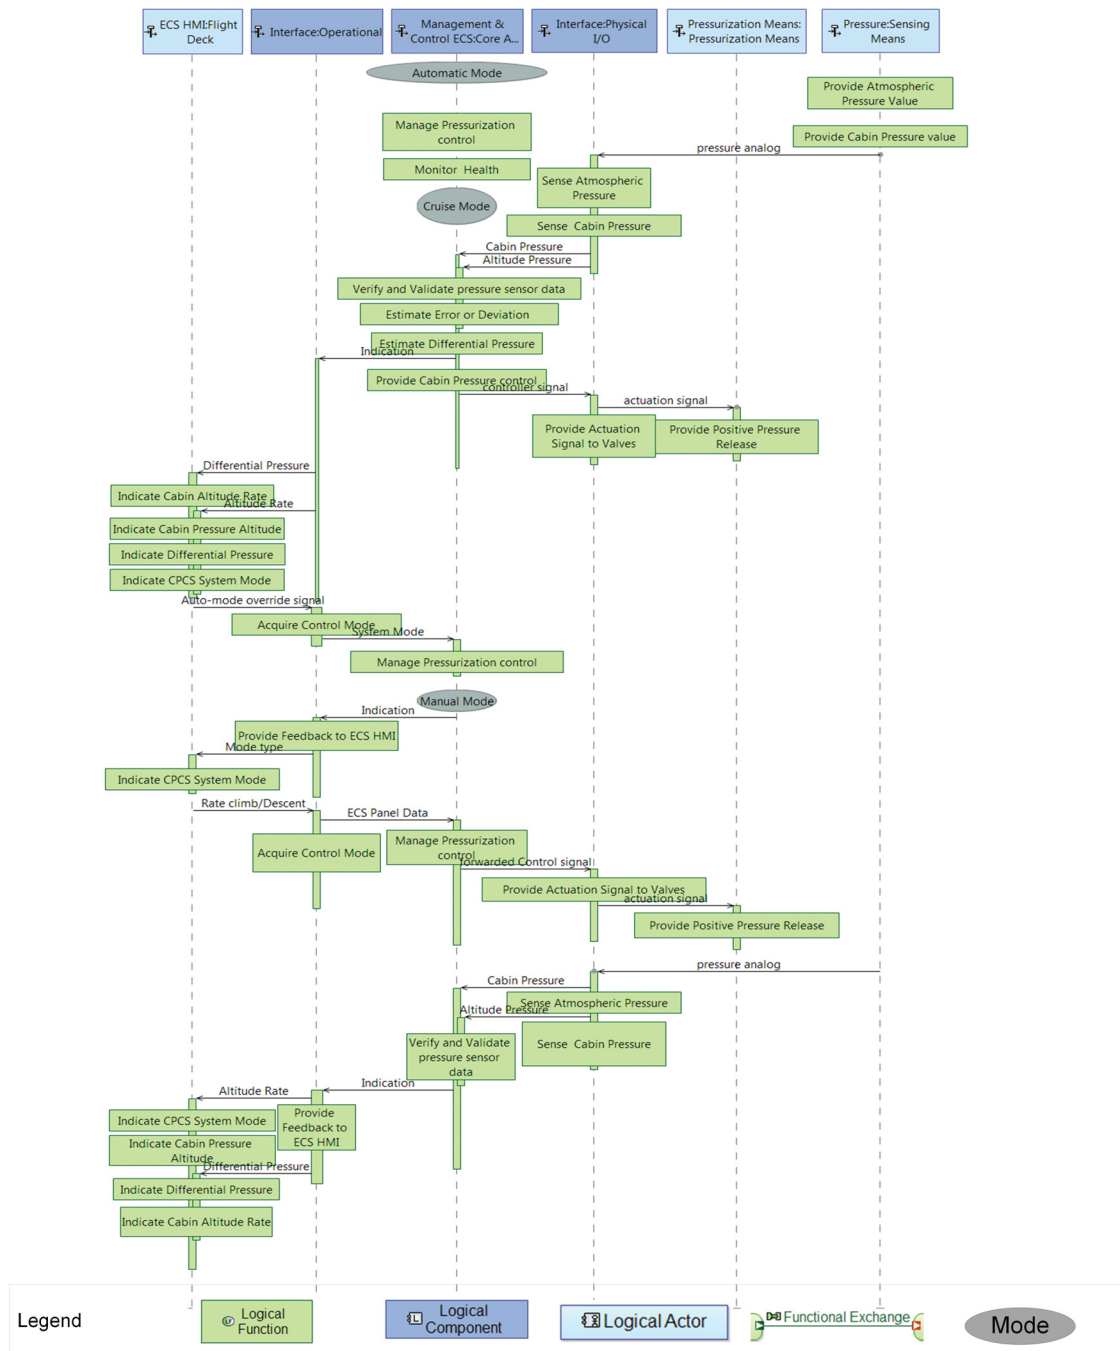 ECS HMI:Flight
Deck
Interface:Operational
Management &
Control ECS:Core A...
Interface:Physical
I/O
Pressurization Means:
Pressurization Means
Pressure:Sensing
Means
Automatic Mode
Provide Atmospheric
Pressure Value
Manage Pressurization
control
Provide Cabin Pressure value
pressure analog
Monitor Health
Sense Atmospheric
Pressure
Cruise Mode
Sense Cabin Pressure
Cabin Pressure
Altitude Pressure
Verify and Validate pressure sensor data
Estimate Error or Deviation
Estimate Differential Pressure
Indication
Provide Cabin Pressure control
controller signal
actuation signal
Provide Actuation
Signal to Valves
Provide Positive Pressure
Release
Differential Pressure
Indicate Cabin Altitude Rate
Altitude Rate
Indicate Cabin Pressure Altitude
Indicate Differential Pressure
Indicate CPCS System Mode
Auto-mode override signal
Acquire Control Mode
System Mode
Manage Pressurization control
Manual Mode
Indication
Provide Feedback to ECS HMI
Mode type
Indicate CPCS System Mode
Rate climb/Descent
ECS Panel Data
Manage Pressurization
control
Acquire Control Mode
forwarded Control signal
Provide Actuation Signal to Valves
actuation signal
Provide Positive Pressure Release
pressure analog
Cabin Pressure
Sense Atmospheric Pressure
Altitude Pressure
Verify and Validate
pressure sensor
data
Sense Cabin Pressure
Indication
Altitude Rate
Provide
Feedback to
ECS HMI
Indicate CPCS System Mode
Indicate Cabin Pressure
Altitude
Differential Pressure
Indicate Differential Pressure
Indicate Cabin Altitude Rate
Legend
Logical
Function
Logical
Component
Logical Actor
Functional Exchange
Mode